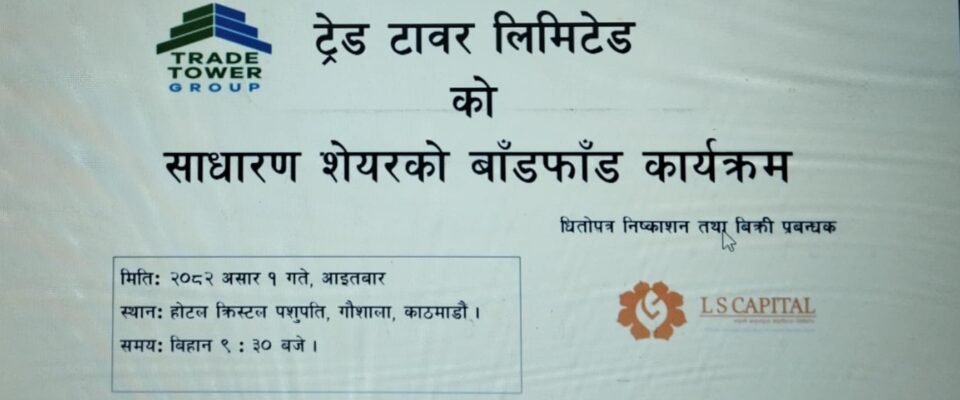 TRADE
TOWER
GROUP
ट्रेड टावर लिमिटेड
को
साधारण शेयरको बाँडफाँड कार्यक्रम
धितोपत्र निष्काशन तथा बिक्री प्रबन्धक
मिति: २०८२ असार १ गते, आइतबार
स्थान: होटल क्रिस्टल पशुपति, गौशाला, काठमाडौं ।
समय: बिहान ९ : ३० बजे ।
L S CAPITAL